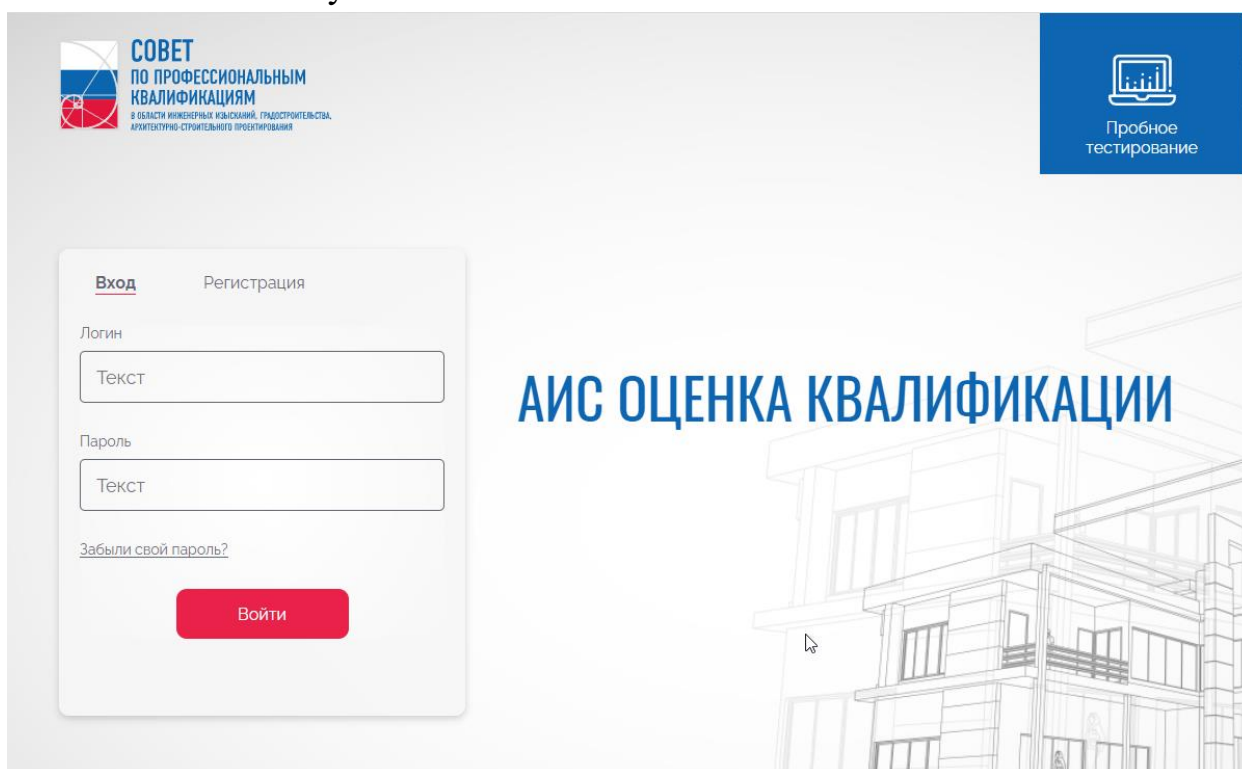 СОВЕТ
ПО ПРОФЕССИОНАЛЬНЫМ
КВАЛИФИКАЦИЯМ
В ОБЛАСТИ ИНЖЕНЕРНЫХ ИЗЫСКАНИЙ, ГРАДОСТРОИТЕЛЬСТВА,
АРХИТЕКТУРНО-СТРОИТЕЛЬНОГО ПРОЕКТИРОВАНИЯ
Пробное
тестирование
Вход Регистрация
Логин
Текст
АИС ОЦЕНКА КВАЛИФИКАЦИИ
Пароль
Текст
Забыли свой пароль?
Войти